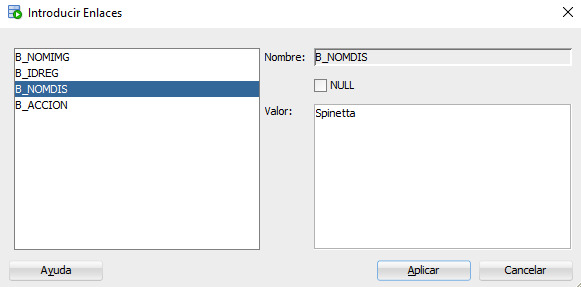 Introducir Enlaces
B_NOMIMG
B_IDREG
B_NOMDIS
B_ACCION
Nombre: B_NOMDIS
NULL
Valor: Spinetta
Ayuda Aplicar Cancelar